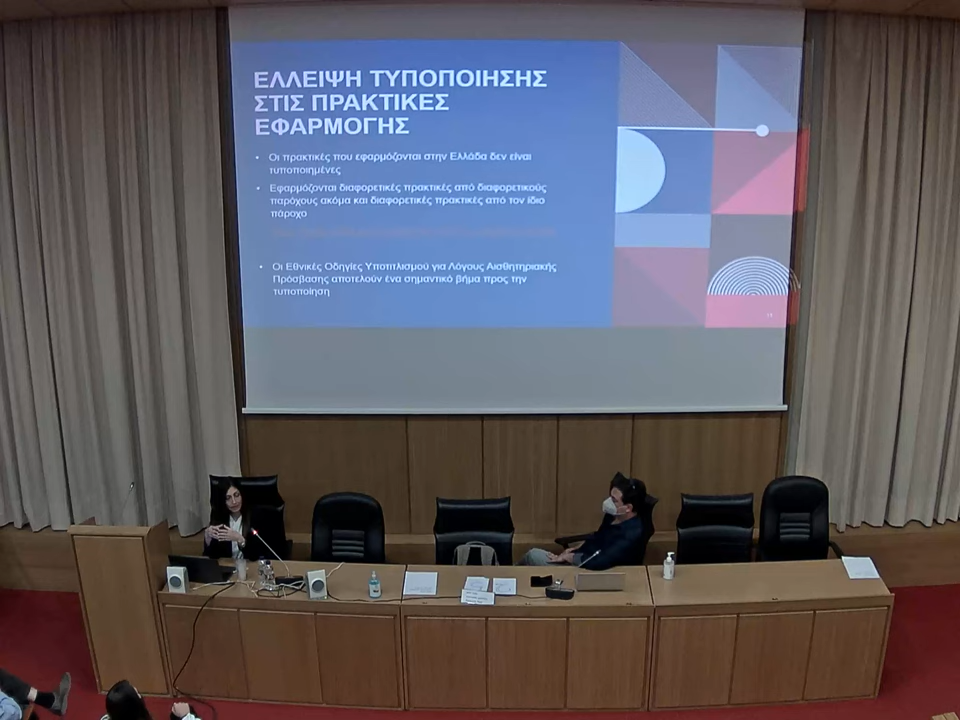 ΕΛΛΕΙΨΗ ΤΥΠΟΠΟΙΗΣΗΣ
ΣΤΙΣ ΠΡΑΚΤΙΚΕΣ
ΕΦΑΡΜΟΓΗΣ
• Οι πρακτικές που εφαρμόζονται στην Ελλάδα δεν είναι
τυποποιημένες
• Εφαρμόζονται διαφορετικές πρακτικές από διαφορετικούς
παρόχους ακόμα και διαφορετικές πρακτικές από τον ίδιο
πάροχο
• Οι Εθνικές Οδηγίες Υποτιτλισμού για Λόγους Αισθητηριακής
Πρόσβασης αποτελούν ένα σημαντικό βήμα προς την
τυποποίηση